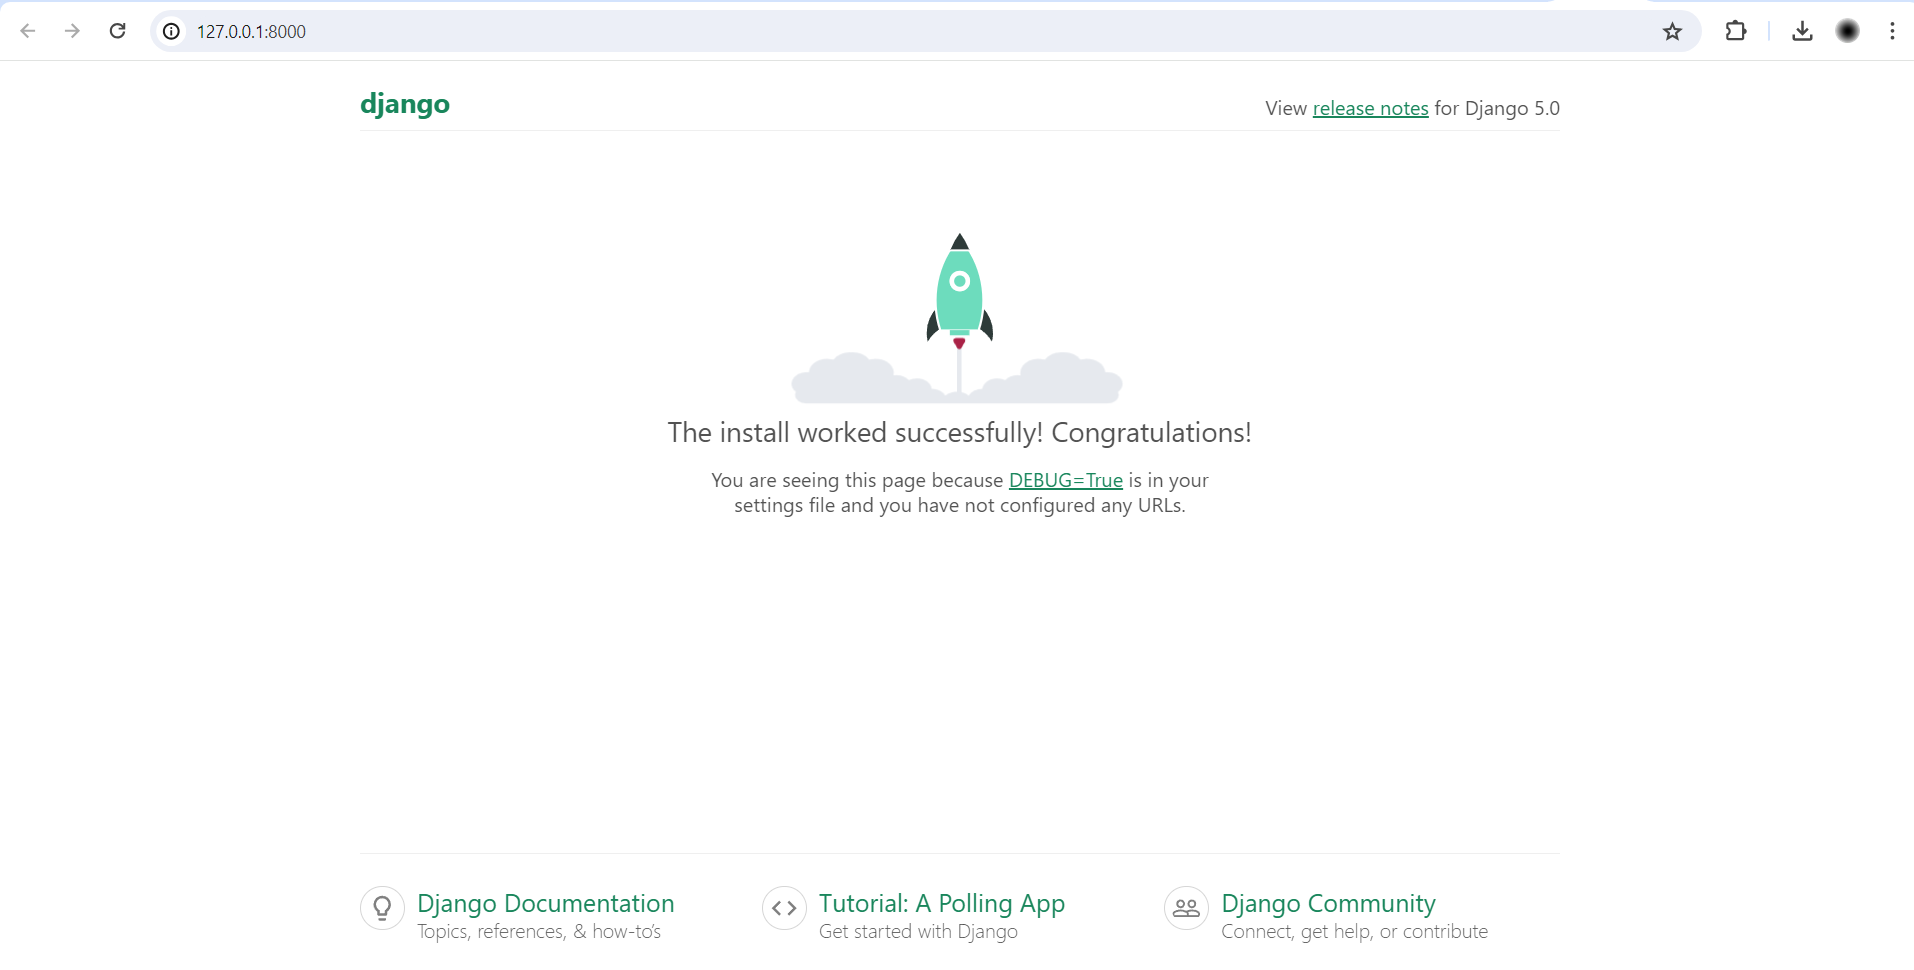 127.0.0.1:8000
django
View release notes for Django 5.0
The install worked successfully! Congratulations!
You are seeing this page because DEBUG=True is in your
settings file and you have not configured any URLs.
Django Documentation
Topics, references, & how-to’s
Tutorial: A Polling App
Get started with Django
Django Community
Connect, get help, or contribute